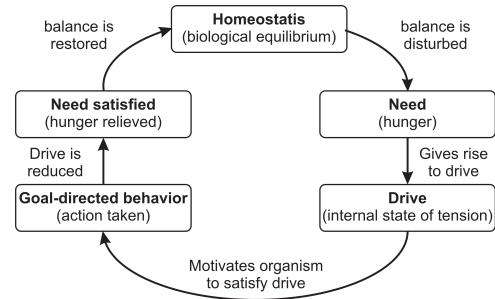 Homeostatis
(biological equilibrium)
balance is
disturbed
Need
(hunger)
Gives rise
to drive
Drive
(internal state of tension)
Motivates organism
to satisfy drive
Goal-directed behavior
(action taken)
Drive is
reduced
Need satisfied
(hunger relieved)
balance is
restored